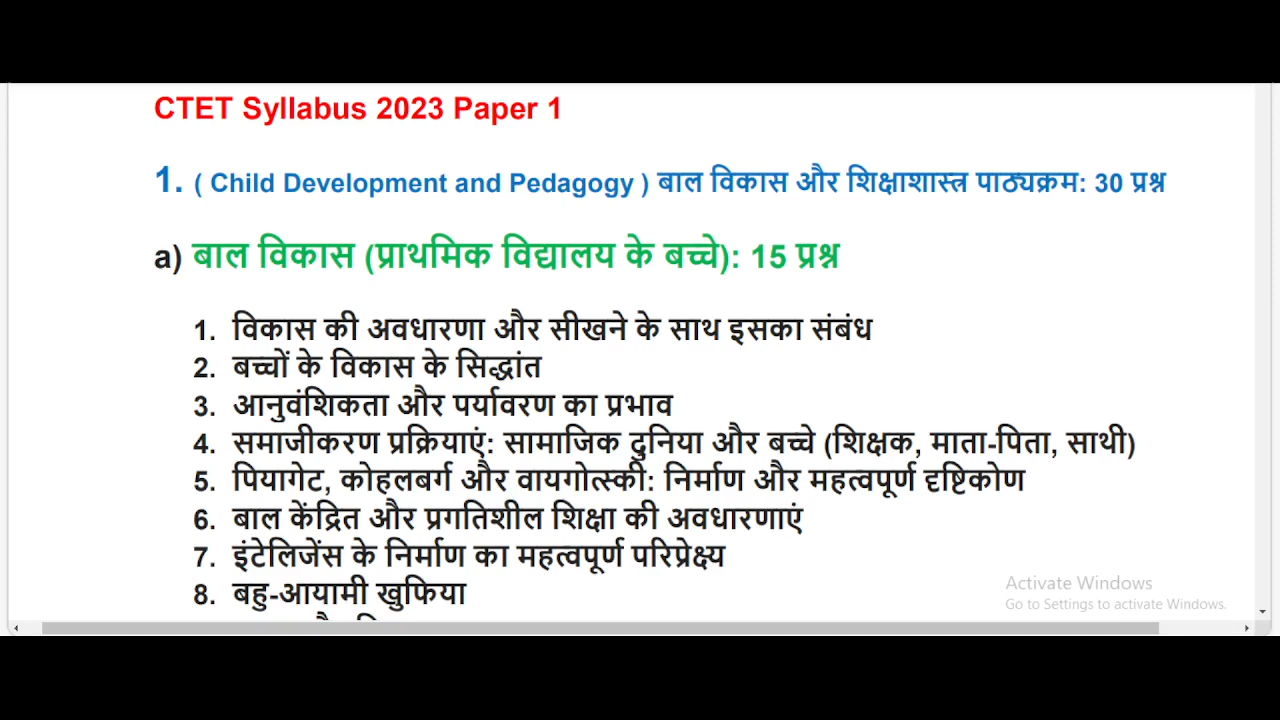 CTET Syllabus 2023 Paper 1
1. ( Child Development and Pedagogy ) बाल विकास और शिक्षाशास्त्र पाठ्यक्रम: 30 प्रश्न
a) बाल विकास (प्राथमिक विद्यालय के बच्चे): 15 प्रश्न
1. विकास की अवधारणा और सीखने के साथ इसका संबंध
2. बच्चों के विकास के सिद्धांत
3. आनुवंशिकता और पर्यावरण का प्रभाव
4. समाजीकरण प्रक्रियाएं: सामाजिक दुनिया और बच्चे (शिक्षक, माता-पिता, साथी)
5. पियागेट, कोहलबर्ग और वायगोत्स्की: निर्माण और महत्वपूर्ण दृष्टिकोण
6. बाल केंद्रित और प्रगतिशील शिक्षा की अवधारणाएं
7. इंटेलिजेंस के निर्माण का महत्वपूर्ण परिप्रेक्ष्य
8. बहु-आयामी खुफिया
Activate Windows
Go to Settings to activate Windows.